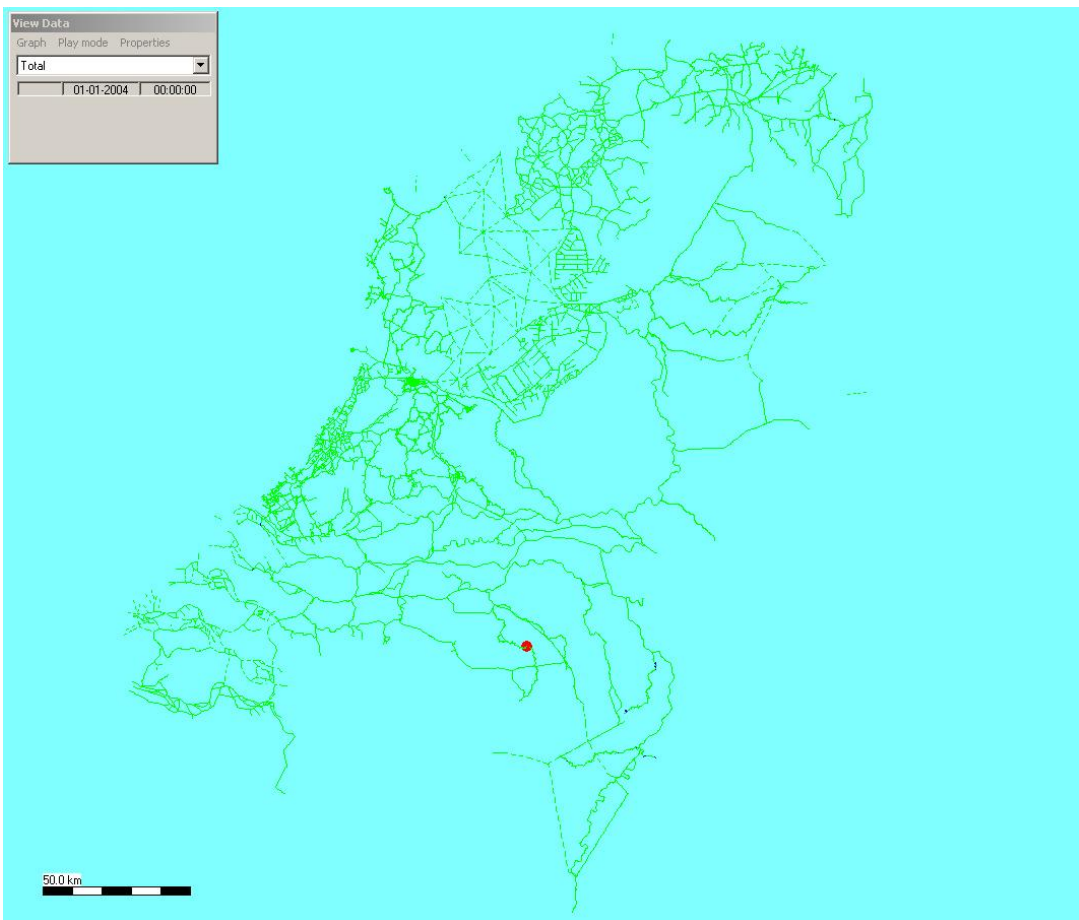 View Data
Graph Play mode Properties
Total
01-01-2004 00:00:00
50.0 km